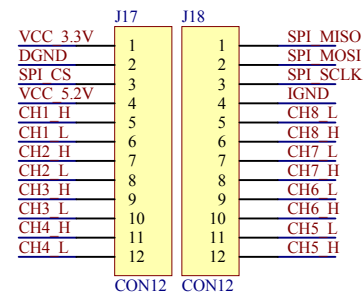 J17 J18
VCC_3.3V 1 1 SPI_MISO
DGND 2 2 SPI_MOSI
SPI_CS 3 3 SPI_SCLK
VCC_5.2V 4 4 IGND
CH1_H 5 5 CH8_L
CH1_L 6 6 CH8_H
CH2_H 7 7 CH7_L
CH2_L 8 8 CH7_H
CH3_H 9 9 CH6_L
CH3_L 10 10 CH6_H
CH4_H 11 11 CH5_L
CH4_L 12 12 CH5_H
CON12 CON12